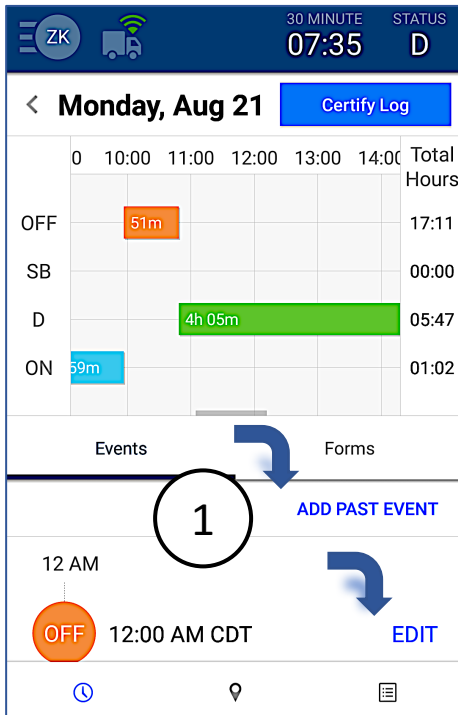 ZK
30 MINUTE
07:35
STATUS
D
Monday, Aug 21
Certify Log
0 10:00 11:00 12:00 13:00 14:00 Total
Hours
OFF 51m 17:11
SB 00:00
D 4h 05m 05:47
ON 59m 01:02
Events Forms
1 ADD PAST EVENT
12 AM
OFF 12:00 AM CDT EDIT